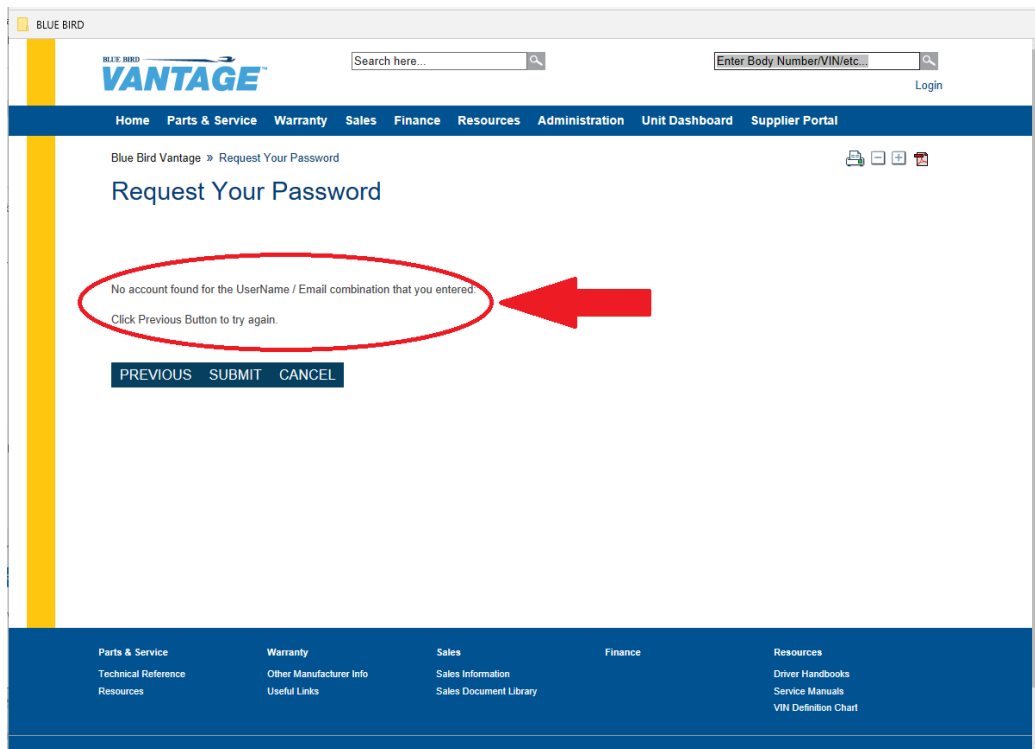 BLUE BIRD
BLUE BIRD
VANTAGE™
Search here...
Enter Body Number/VIN/etc...
Login
Home Parts & Service Warranty Sales Finance Resources Administration Unit Dashboard Supplier Portal
Blue Bird Vantage » Request Your Password
Request Your Password
No account found for the UserName / Email combination that you entered.
Click Previous Button to try again.
PREVIOUS SUBMIT CANCEL
Parts & Service Warranty Sales Finance Resources
Technical Reference Other Manufacturer Info Sales Information Driver Handbooks
Resources Useful Links Sales Document Library Service Manuals
VIN Definition Chart